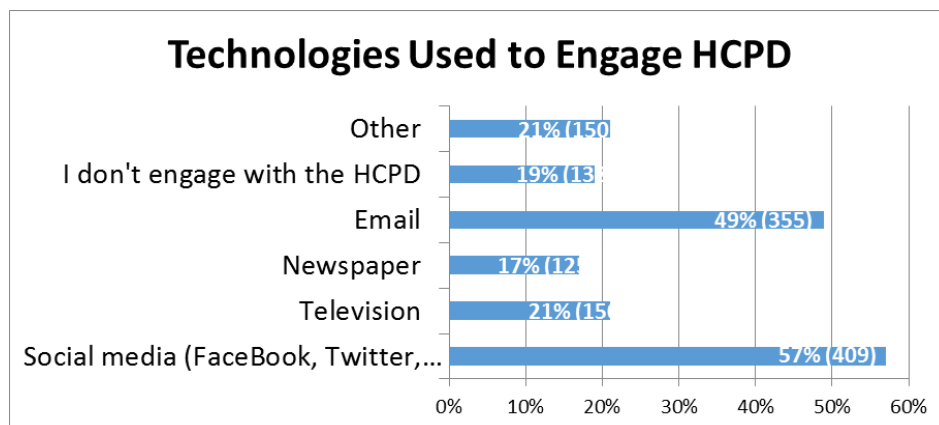 Technologies Used to Engage HCPD
Other
21% (150
I don't engage with the HCPD
19% (13
Email
49% (355)
Newspaper
17% (125
Television
21% (15
Social media (FaceBook, Twitter,...
57% (409)
0% 10% 20% 30% 40% 50% 60%